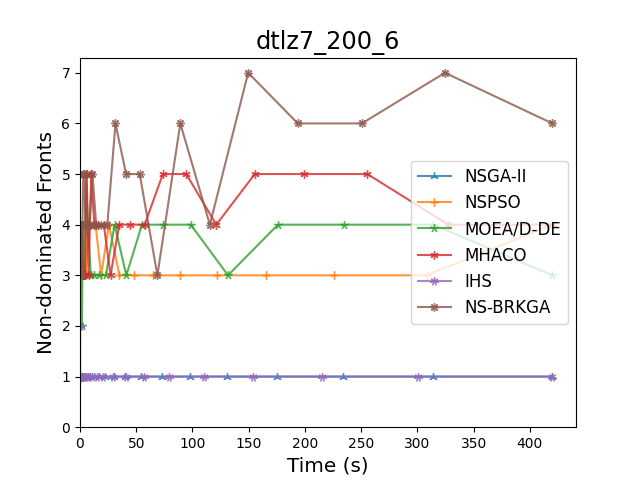 dtlz7_200_6
Non-dominated Fronts
7
6
5
4
3
2
1
0
NSGA-II
NSPSO
MOEA/D-DE
MHACO
IHS
NS-BRKGA
0 50 100 150 200 250 300 350 400
Time (s)